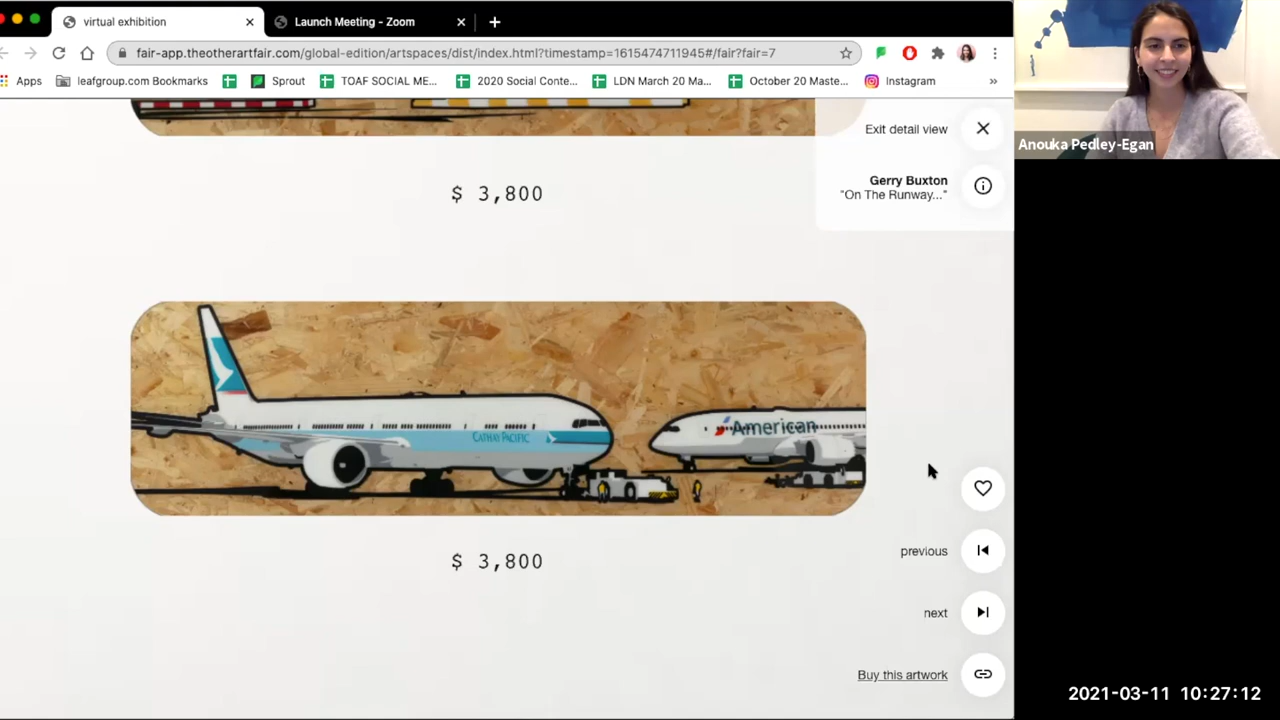 virtual exhibition
Launch Meeting - Zoom
fair-app.theotherartfair.com/global-edition/artspaces/dist/index.html?timestamp=1615474711945#/fair?fair=7
Apps
leafgroup.com Bookmarks
Sprout
TOAF SOCIAL ME...
2020 Social Conte...
LDN March 20 Ma...
October 20 Maste...
Instagram
»
Exit detail view
Gerry Buxton
"On The Runway..."
Anouka Pedley-Egan
$ 3,800
CATHAY PACIFIC
American
$ 3,800
previous
next
Buy this artwork
2021-03-11 10:27:12